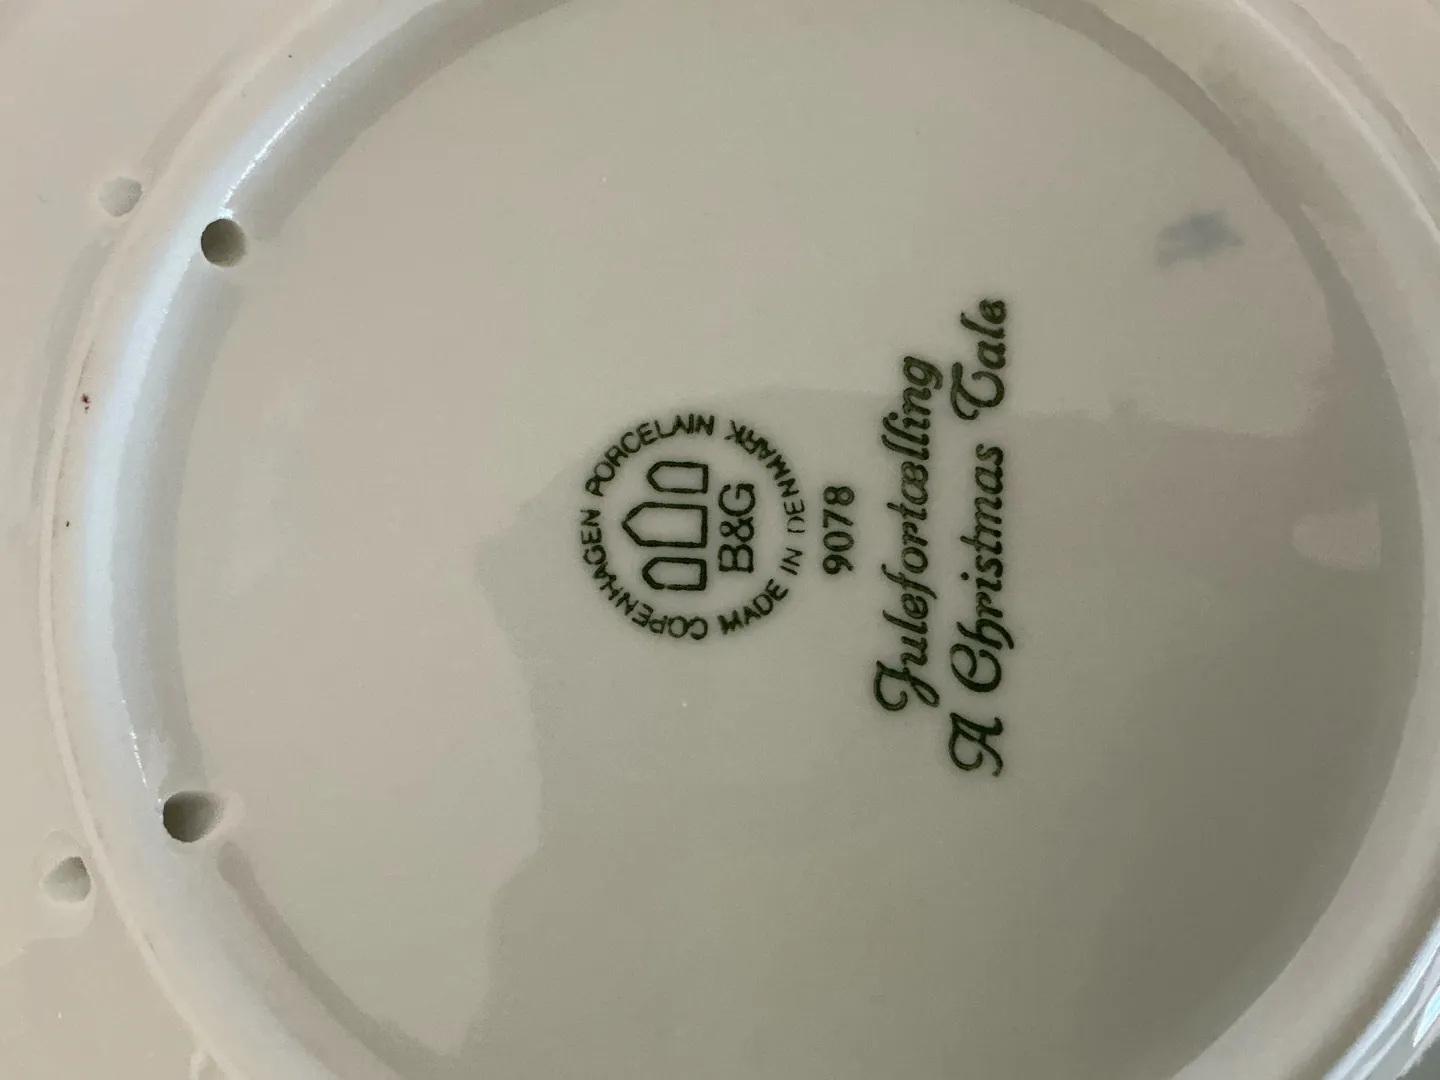 COPENHAGEN PORCELAIN
B&G
MADE IN DENMARK
9078
Julefortælling
A Christmas Tale